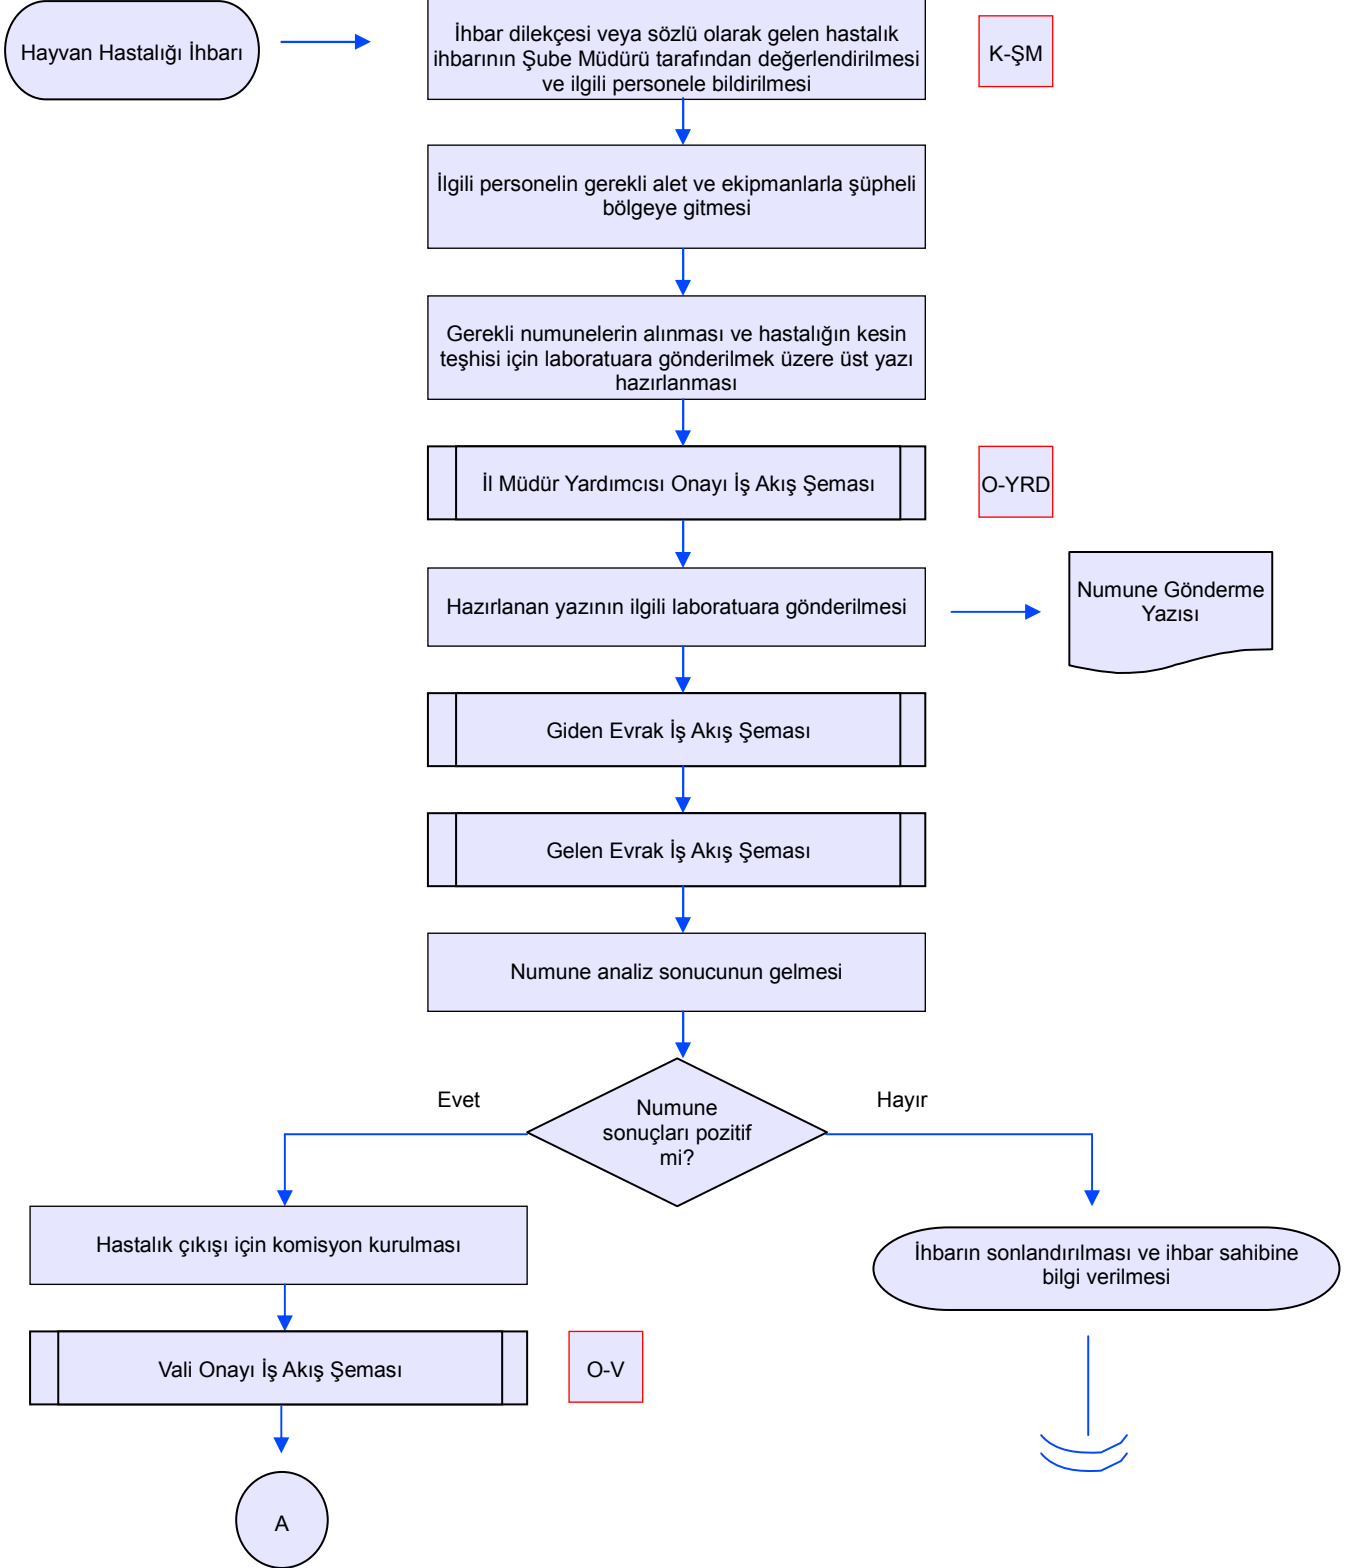 Hayvan Hastalığı İhbarı
İhbar dilekçesi veya sözlü olarak gelen hastalık
ihbarının Şube Müdürü tarafından değerlendirilmesi
ve ilgili personele bildirilmesi
K-ŞM
İlgili personelin gerekli alet ve ekipmanlarla şüpheli
bölgeye gitmesi
Gerekli numunelerin alınması ve hastalığın kesin
teşhisi için laboratuara gönderilmek üzere üst yazı
hazırlanması
İl Müdür Yardımcısı Onayı İş Akış Şeması
O-YRD
Hazırlanan yazının ilgili laboratuara gönderilmesi
Numune Gönderme
Yazısı
Giden Evrak İş Akış Şeması
Gelen Evrak İş Akış Şeması
Numune analiz sonucunun gelmesi
Evet
Hayır
Numune
sonuçları pozitif
mi?
Hastalık çıkışı için komisyon kurulması
İhbarın sonlandırılması ve ihbar sahibine
bilgi verilmesi
Vali Onayı İş Akış Şeması
O-V
A